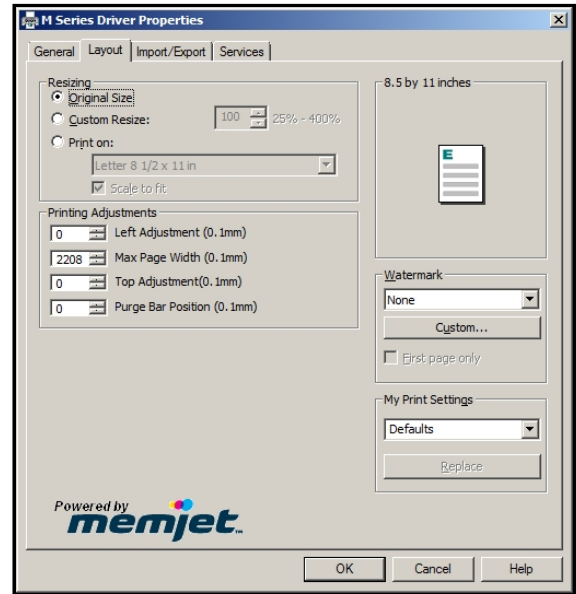 M Series Driver Properties
General Layout Import/Export Services
Resizing
Original Size
Custom Resize: 100 25% - 400%
Print on:
Letter 8 1/2 x 11 in
Scale to fit
Printing Adjustments
0 Left Adjustment (0.1mm)
2208 Max Page Width (0.1mm)
0 Top Adjustment(0.1mm)
0 Purge Bar Position (0.1mm)
8.5 by 11 inches
E
Watermark
None
Custom...
First page only
My Print Settings
Defaults
Replace
Powered by
memjet
OK Cancel Help